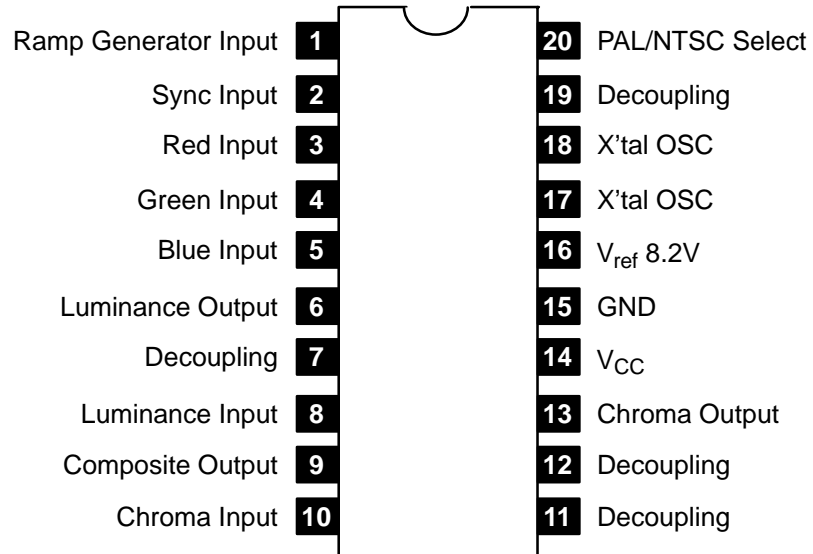 Ramp Generator Input 1 20 PAL/NTSC Select
Sync Input 2 19 Decoupling
Red Input 3 18 X'tal OSC
Green Input 4 17 X'tal OSC
Blue Input 5 16 Vref 8.2V
Luminance Output 6 15 GND
Decoupling 7 14 VCC
Luminance Input 8 13 Chroma Output
Composite Output 9 12 Decoupling
Chroma Input 10 11 Decoupling